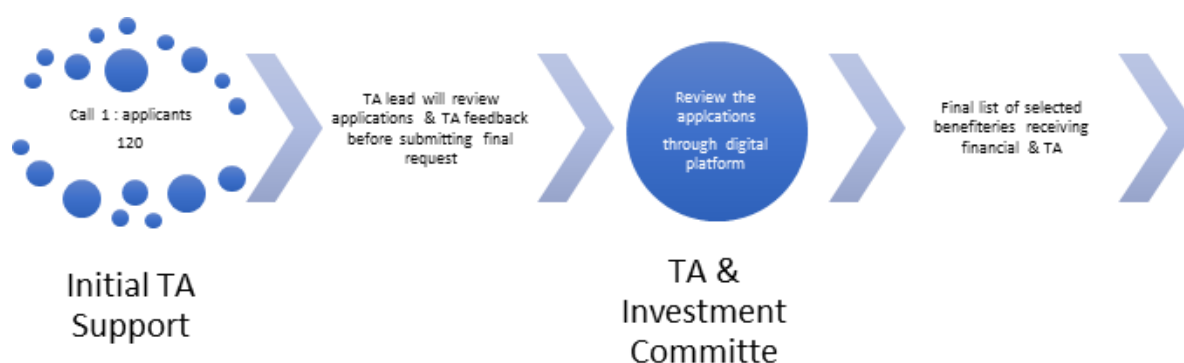 Call 1 : applicants
120
TA lead will review
applications & TA feedback
before submitting final
request
Review the
applcations
through digital
platform
Final list of selected
benefiteries receiving
financial & TA
Initial TA
Support
TA &
Investment
Committe